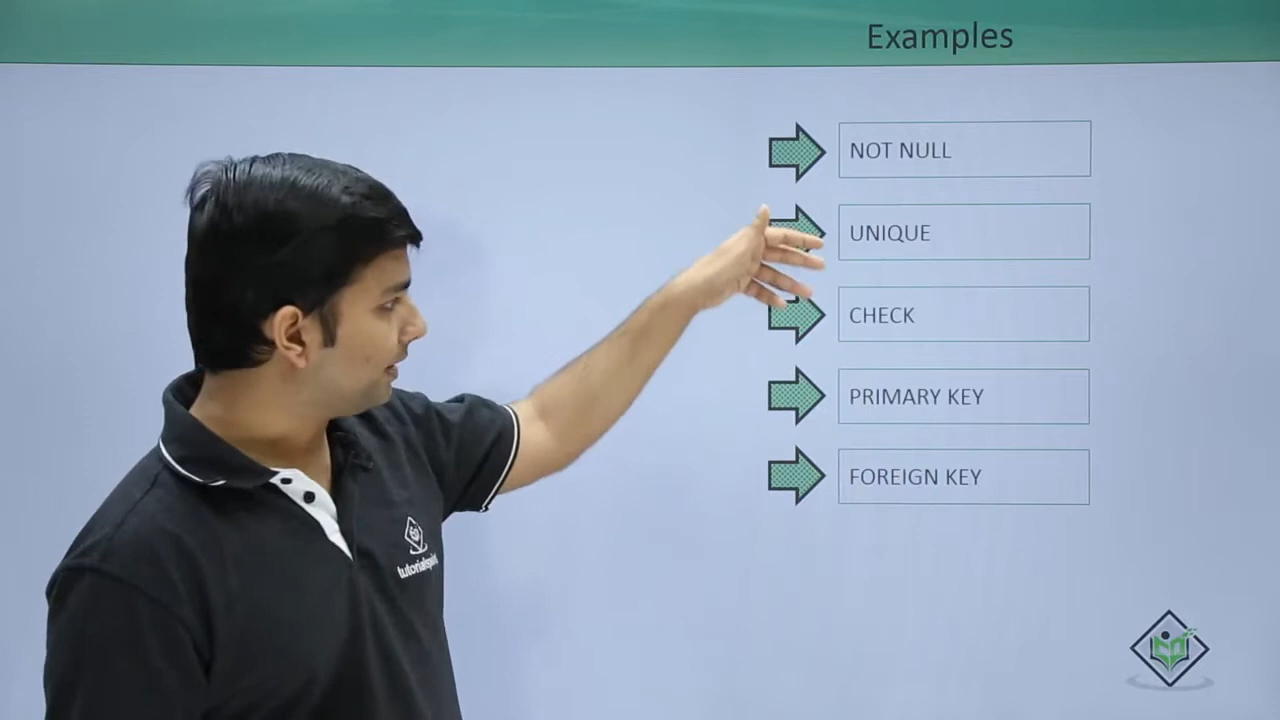 Examples
NOT NULL
UNIQUE
CHECK
PRIMARY KEY
FOREIGN KEY
tutorialspoint